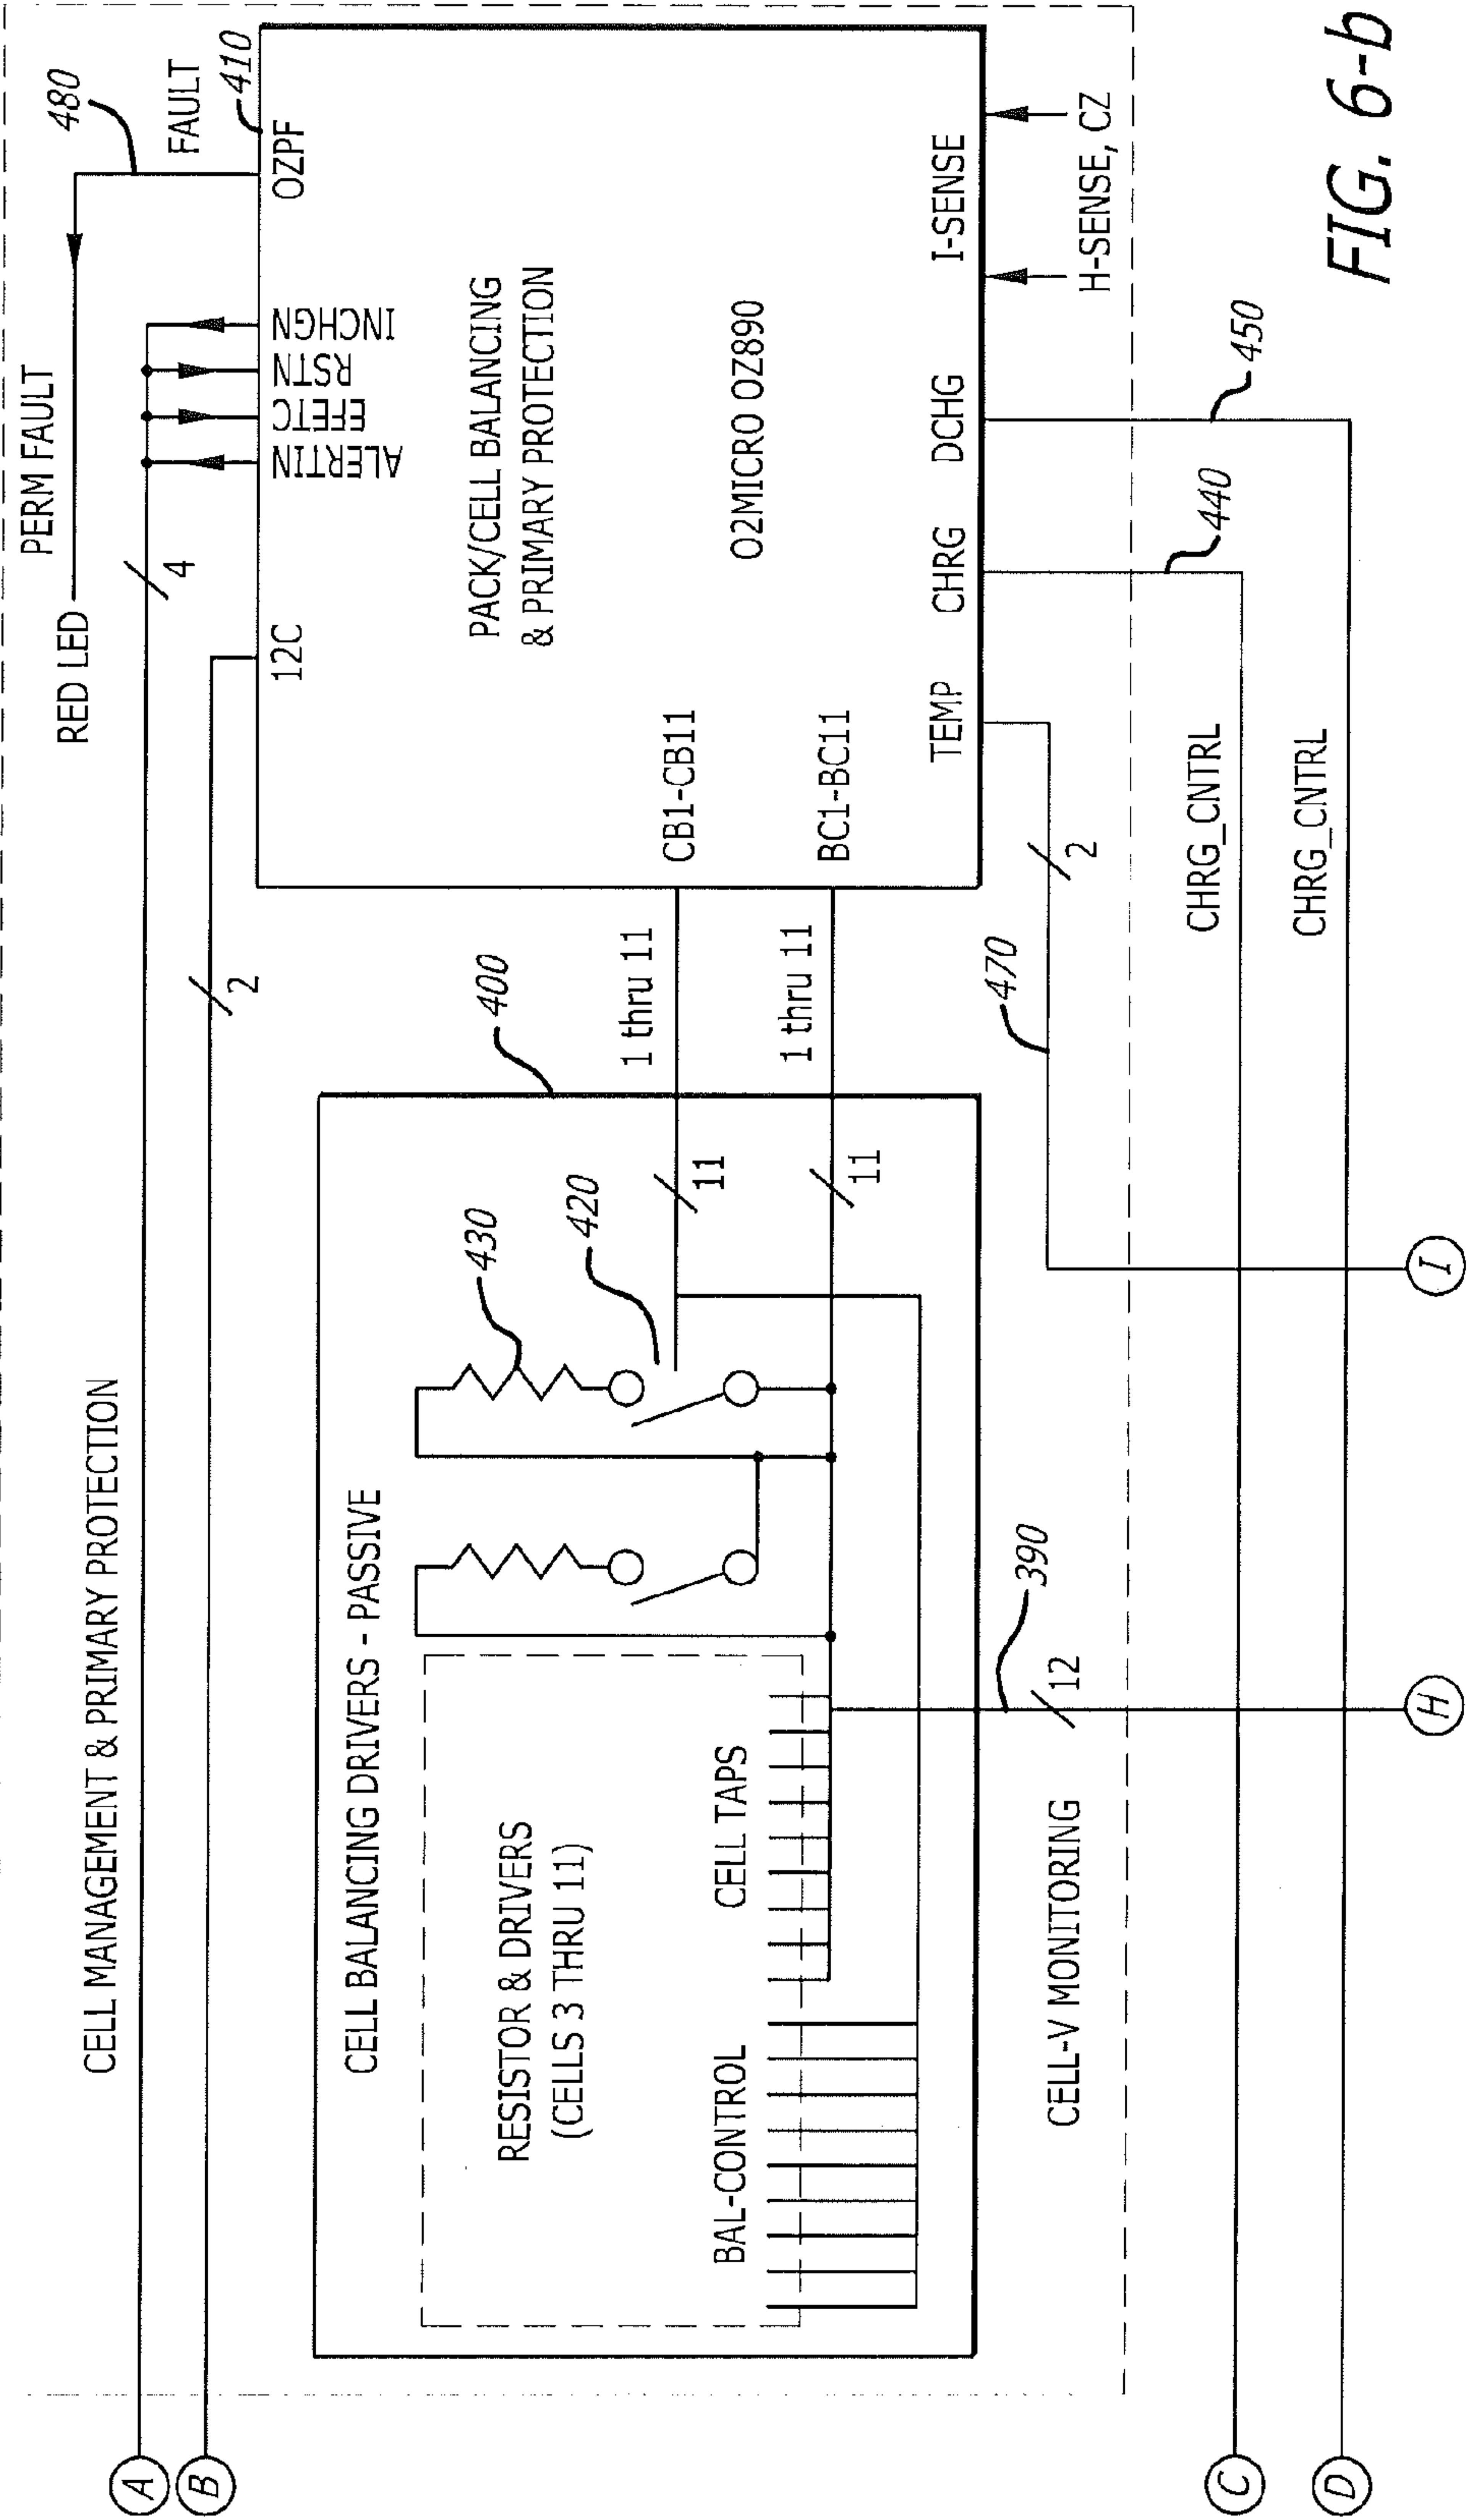 CELL MANAGEMENT & PRIMARY PROTECTION
PERM FAULT
RED LED
480
FAULT
410
A
B
4
2
12C
ALERTIN
EFETC
RSTN
INCHGN
OZPF
PACK/CELL BALANCING
& PRIMARY PROTECTION
O2MICRO OZ890
CB1-CB11
BC1-BC11
TEMP
CHRG
DCHG
I-SENSE
H-SENSE, CZ
CELL BALANCING DRIVERS - PASSIVE
RESISTOR & DRIVERS
(CELLS 3 THRU 11)
BAL-CONTROL
CELL TAPS
430
420
400
1 thru 11
1 thru 11
11
11
470
2
390
12
CELL-V MONITORING
CHRG_CNTRL
CHRG_CNTRL
440
450
C
D
H
I
FIG. 6-b